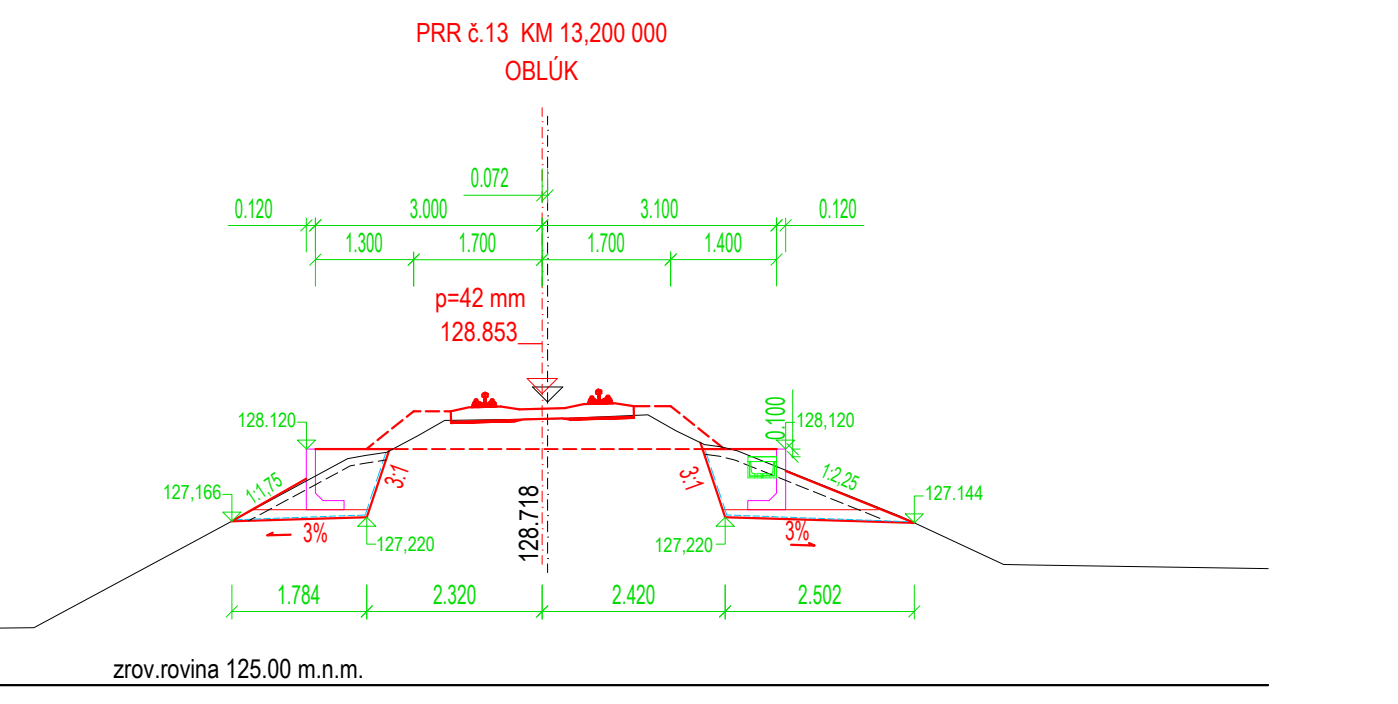 PRR č.13 KM 13,200 000
OBLÚK
0.072
0.120 3.000 3.100 0.120
1.300 1.700 1.700 1.400
p=42 mm
128.853
0.100
128.120 128,120
1:1,75 3:1 3:1 1:2,25
127,166 127.144
128.718
3% 3%
127,220 127,220
1.784 2.320 2.420 2.502
zrov.rovina 125.00 m.n.m.